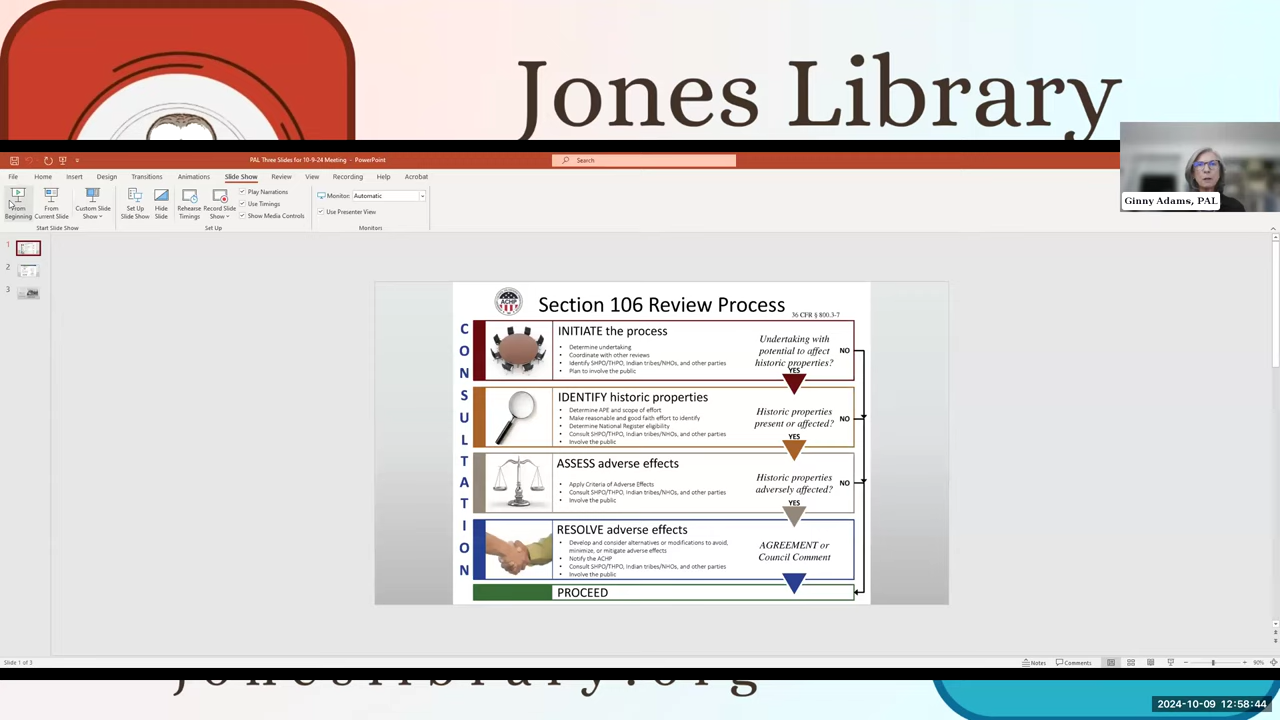 Jones Library
PAL Three Slides for 10-9-24 Meeting - PowerPoint
Search
File Home Insert Design Transitions Animations Slide Show Review View Recording Help Acrobat
Ginny Adams, PAL
From Beginning
From Current Slide
Custom Slide Show
Set Up Slide Show
Hide Slide
Rehearse Timings
Record Slide Show
Play Narrations
Use Timings
Show Media Controls
Monitor: Automatic
Use Presenter View
Start Slide Show
Set Up
Monitors
1
2
3
ACHP
Section 106 Review Process
36 CFR § 800.3-7
CONSULTATION
INITIATE the process
• Determine undertaking
• Coordinate with other reviews
• Identify SHPO/THPO, Indian tribes/NHOs, and other parties
• Plan to involve the public
Undertaking with
potential to affect
historic properties?
NO
YES
IDENTIFY historic properties
• Determine APE and scope of effort
• Make reasonable and good faith effort to identify
• Determine National Register eligibility
• Consult SHPO/THPO, Indian tribes/NHOs, and other parties
• Involve the public
Historic properties
present or affected?
NO
YES
ASSESS adverse effects
• Apply Criteria of Adverse Effects
• Consult SHPO/THPO, Indian tribes/NHOs, and other parties
• Involve the public
Historic properties
adversely affected?
NO
YES
RESOLVE adverse effects
• Develop and consider alternatives or modifications to avoid,
minimize, or mitigate adverse effects
• Notify the ACHP
• Consult SHPO/THPO, Indian tribes/NHOs, and other parties
• Involve the public
AGREEMENT or
Council Comment
PROCEED
Slide 1 of 3
Notes
Comments
90%
joneslibrary.org
2024-10-09 12:58:44